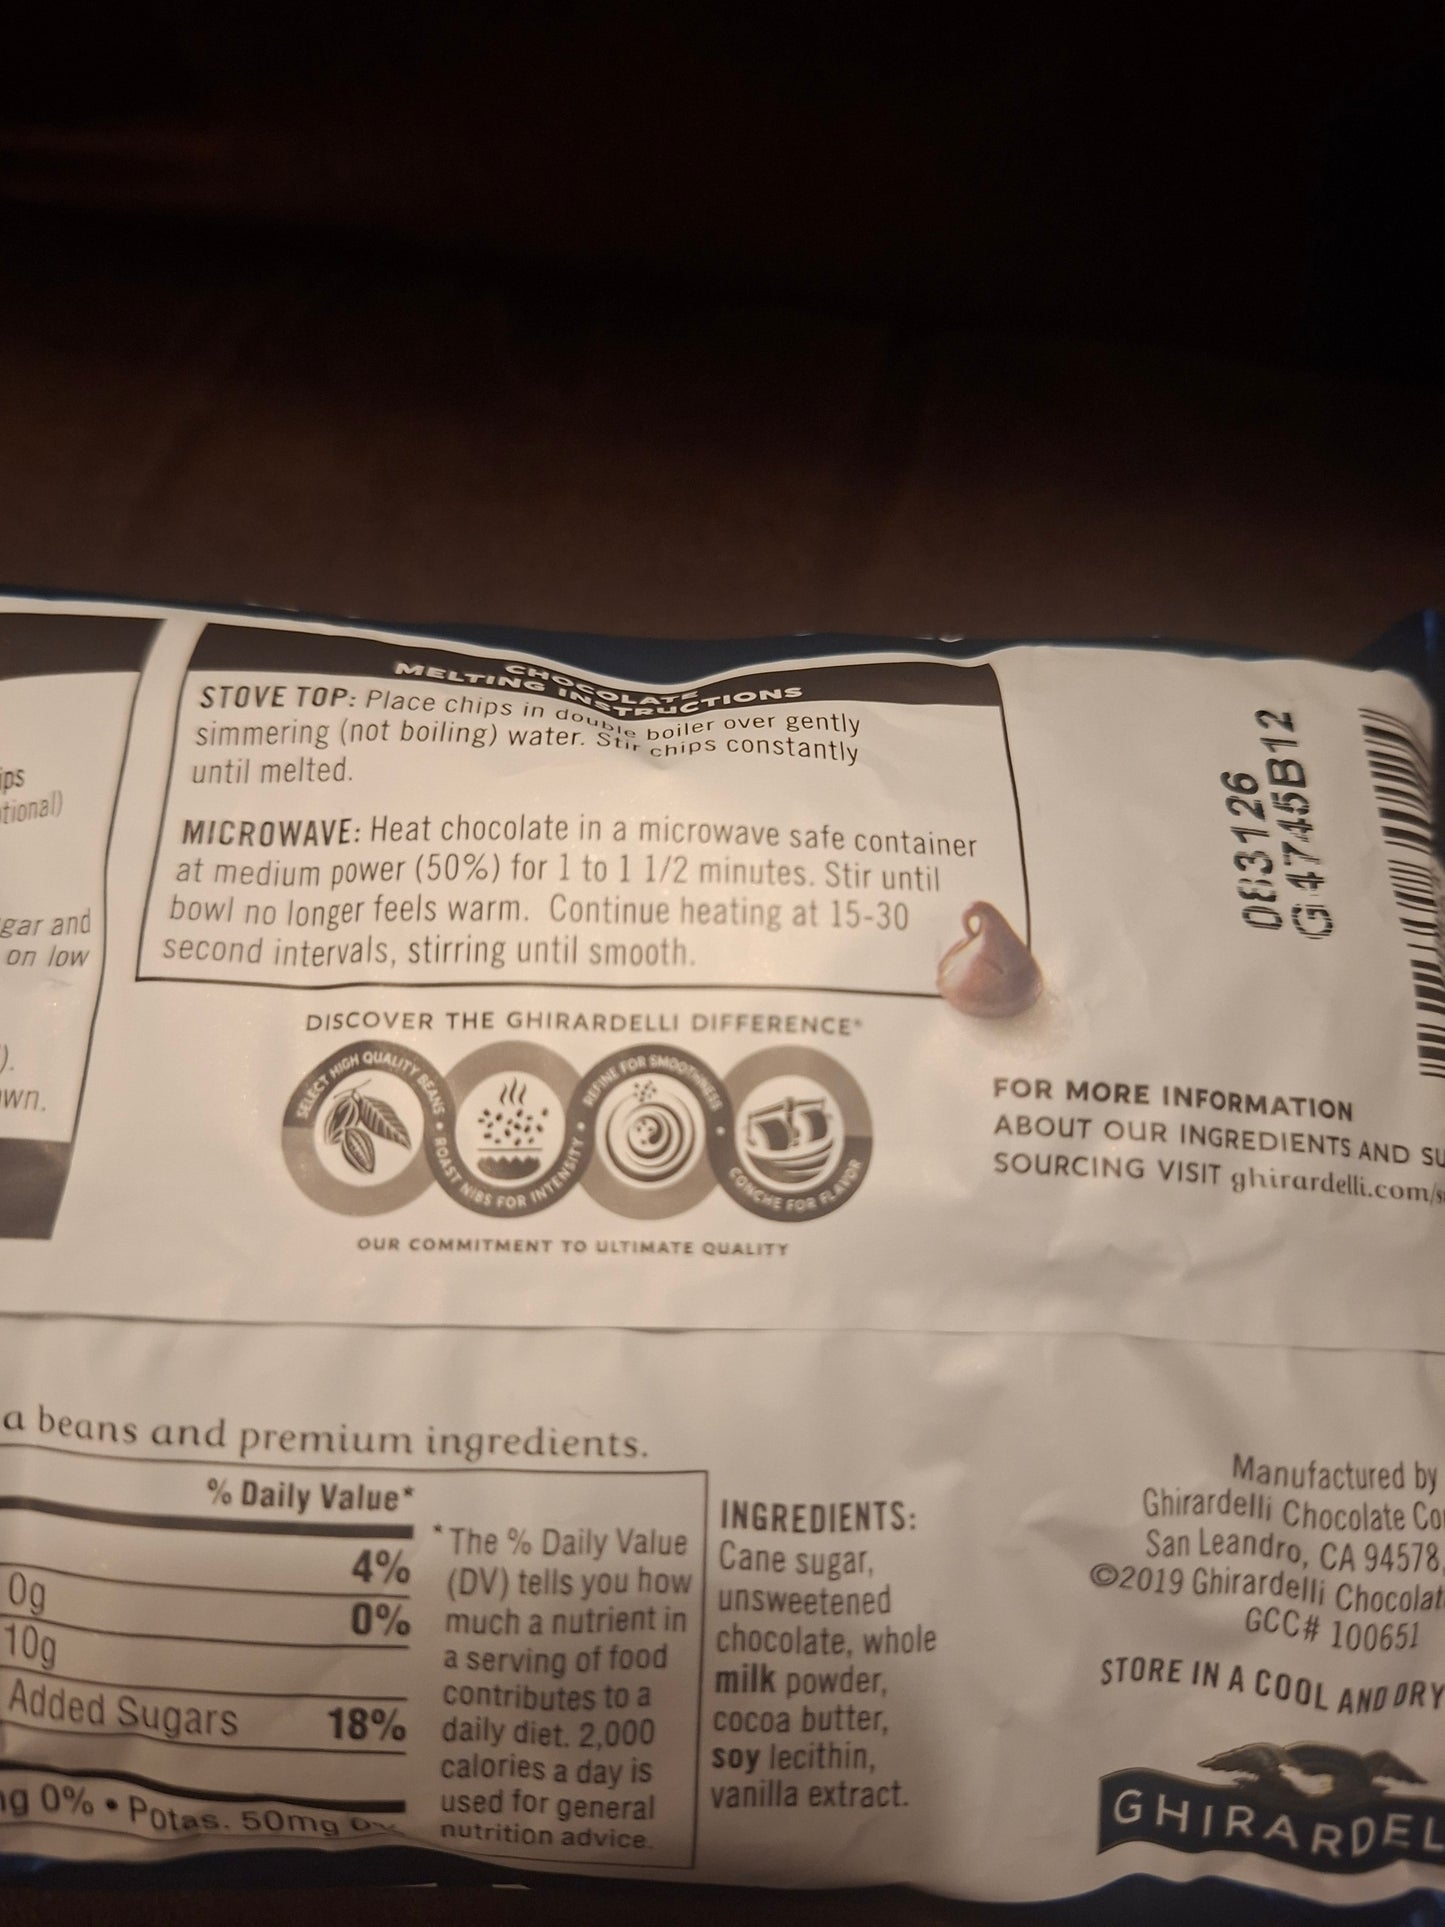 ips
tional)
gar and
on low
).
wn.
CHOCOLATE
MELTING INSTRUCTIONS
STOVE TOP: Place chips in double boiler over gently
simmering (not boiling) water. Stir chips constantly
until melted.
MICROWAVE: Heat chocolate in a microwave safe container
at medium power (50%) for 1 to 1 1/2 minutes. Stir until
bowl no longer feels warm. Continue heating at 15-30
second intervals, stirring until smooth.
083126
G4745B12
DISCOVER THE GHIRARDELLI DIFFERENCE®
SELECT HIGH QUALITY BEANS • ROAST NIBS FOR INTENSITY • REFINE FOR SMOOTHNESS • CONCHE FOR FLAVOR
OUR COMMITMENT TO ULTIMATE QUALITY
FOR MORE INFORMATION
ABOUT OUR INGREDIENTS AND SU
SOURCING VISIT ghirardelli.com/s
a beans and premium ingredients.
% Daily Value*
4%
0g
0%
10g
Added Sugars 18%
g 0% • Potas. 50mg 0%
*The % Daily Value
(DV) tells you how
much a nutrient in
a serving of food
contributes to a
daily diet. 2,000
calories a day is
used for general
nutrition advice.
INGREDIENTS:
Cane sugar,
unsweetened
chocolate, whole
milk powder,
cocoa butter,
soy lecithin,
vanilla extract.
Manufactured by
Ghirardelli Chocolate Co
San Leandro, CA 94578,
©2019 Ghirardelli Chocolat
GCC# 100651
STORE IN A COOL AND DRY
GHIRARDEL